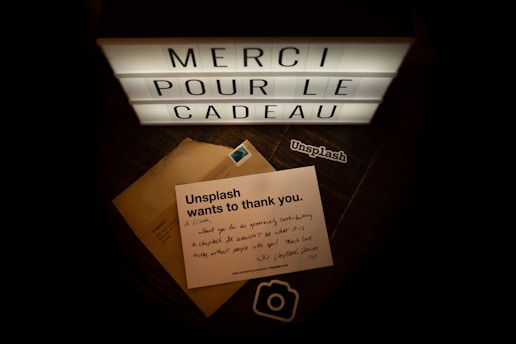 MERCI
POUR LE
CADEAU
Unsplash
Unsplash
wants to thank you.
Thank you for so generously contributing
to Unsplash. It wouldn't be what it is
today without people like you! Much love,